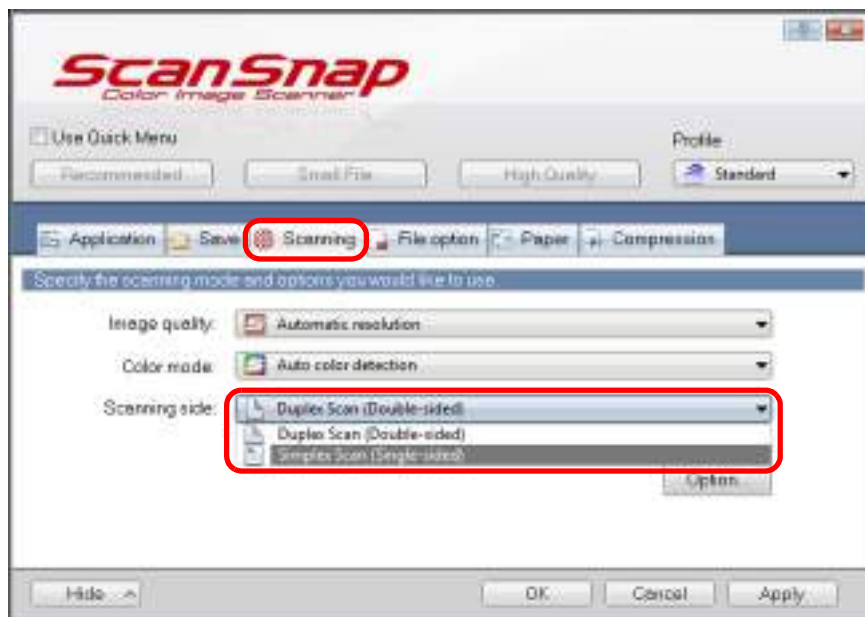 ScanSnap
Color Image Scanner
Use Quick Menu
Profile
Recommended
Small File
High Quality
Standard
Application
Save
Scanning
File option
Paper
Compression
Specify the scanning mode and options you would like to use
Image quality:
Automatic resolution
Color mode:
Auto color detection
Scanning side:
Duplex Scan (Double-sided)
Duplex Scan (Double-sided)
Simplex Scan (Single-sided)
Option...
Hide
OK
Cancel
Apply